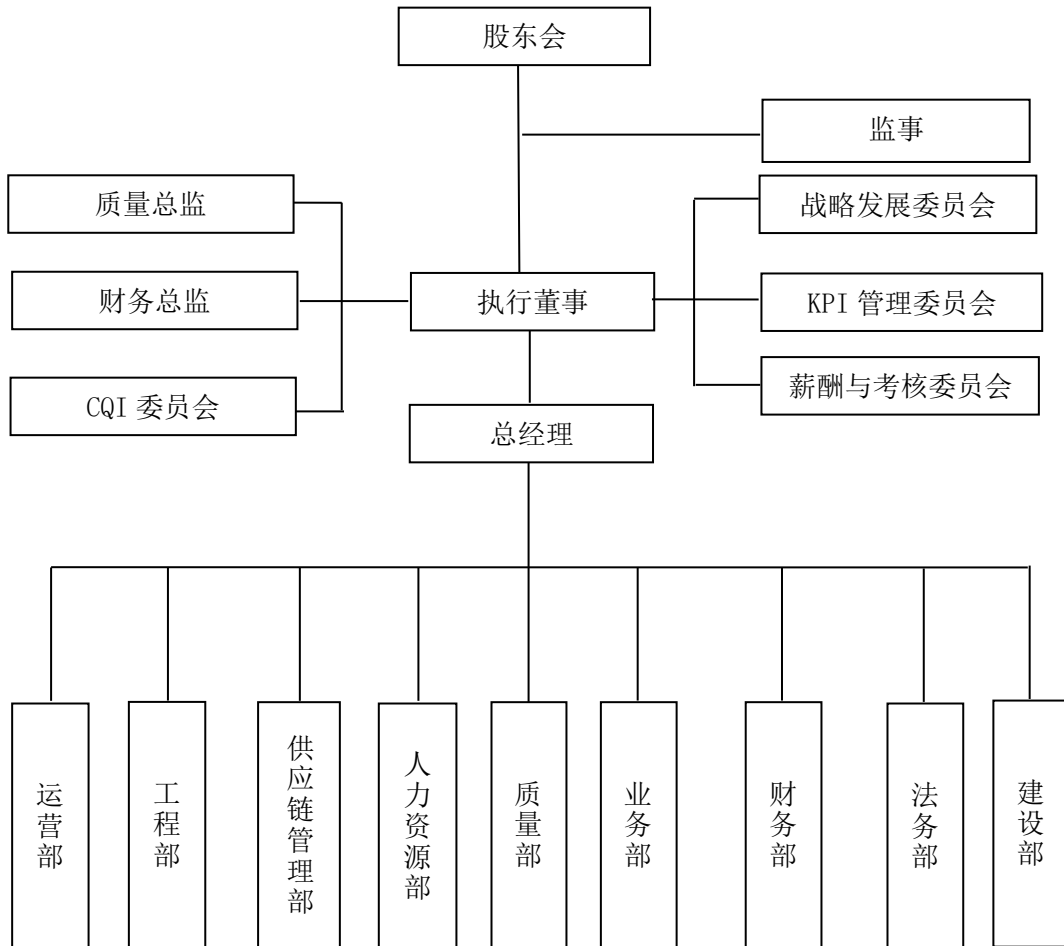 股东会
监事
质量总监
战略发展委员会
财务总监
执行董事
KPI 管理委员会
CQI 委员会
薪酬与考核委员会
总经理
运营部
工程部
供应链管理部
人力资源部
质量部
业务部
财务部
法务部
建设部